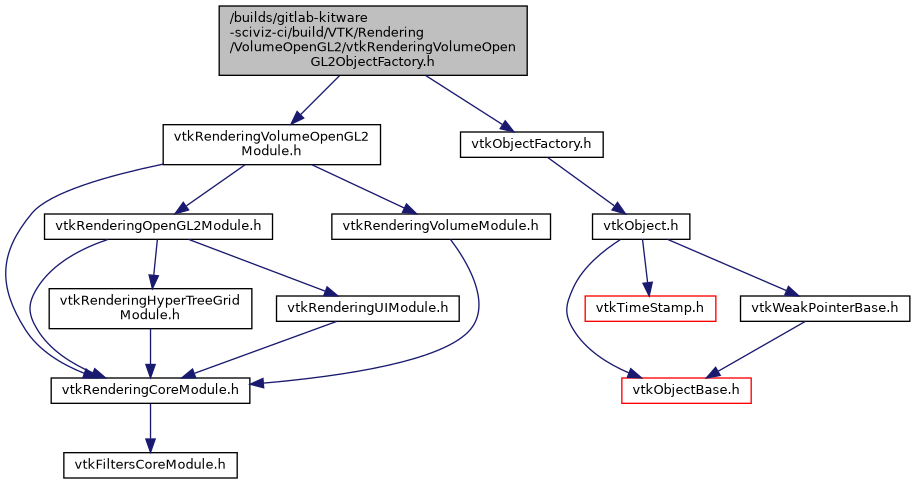 /builds/gitlab-kitware
-sciviz-ci/build/VTK/Rendering
/VolumeOpenGL2/vtkRenderingVolumeOpen
GL2ObjectFactory.h
vtkRenderingVolumeOpenGL2
Module.h
vtkObjectFactory.h
vtkRenderingOpenGL2Module.h
vtkRenderingVolumeModule.h
vtkObject.h
vtkRenderingHyperTreeGrid
Module.h
vtkRenderingUIModule.h
vtkTimeStamp.h
vtkWeakPointerBase.h
vtkRenderingCoreModule.h
vtkObjectBase.h
vtkFiltersCoreModule.h